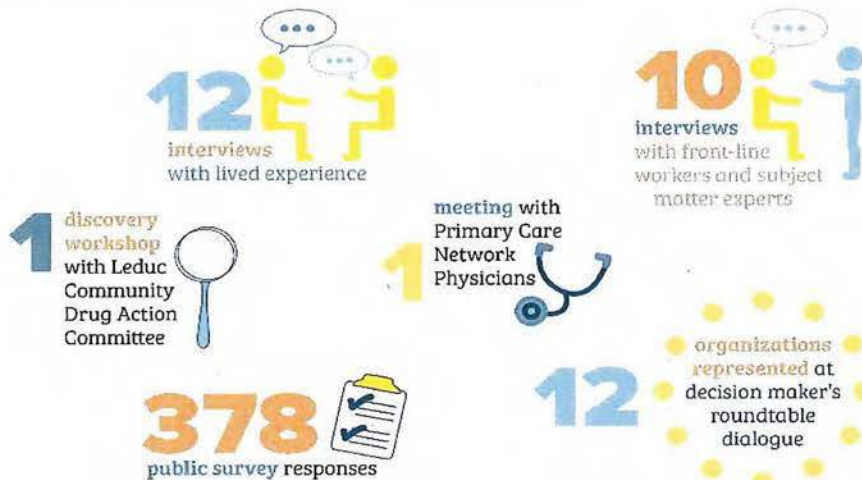 12
interviews
with lived experience
10
interviews
with front-line
workers and subject
matter experts
1
discovery
workshop
with Leduc
Community
Drug Action
Committee
1
meeting with
Primary Care
Network
Physicians
378
public survey responses
12
organizations
represented at
decision maker's
roundtable
dialogue